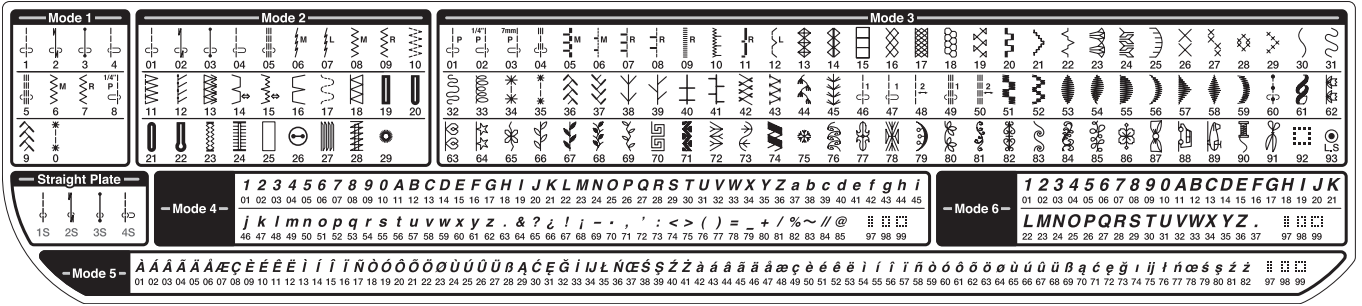 Mode 1
1/4"
P
1 2 3 4
M R 1/4" P
5 6 7 8
9 0
Mode 2
M L M R
01 02 03 04 05 06 07 08 09 10
11 12 13 14 15 16 17 18 19 20
21 22 23 24 25 26 27 28 29
Mode 3
P 1/4" P 7mm P M M R R R R L
01 02 03 04 05 06 07 08 09 10 11 12 13 14 15 16 17 18 19 20 21 22 23 24 25 26 27 28 29 30 31
1 1 2 1 2
32 33 34 35 36 37 38 39 40 41 42 43 44 45 46 47 48 49 50 51 52 53 54 55 56 57 58 59 60 61 62
L,S
63 64 65 66 67 68 69 70 71 72 73 74 75 76 77 78 79 80 81 82 83 84 85 86 87 88 89 90 91 92 93
Straight Plate
1S 2S 3S 4S
Mode 4
1 2 3 4 5 6 7 8 9 0 A B C D E F G H I J K L M N O P Q R S T U V W X Y Z a b c d e f g h i
01 02 03 04 05 06 07 08 09 10 11 12 13 14 15 16 17 18 19 20 21 22 23 24 25 26 27 28 29 30 31 32 33 34 35 36 37 38 39 40 41 42 43 44 45
j k l m n o p q r s t u v w x y z . & ? ¿ ! ¡ - · , ' : < > ( ) = _ + / % ~ // @
46 47 48 49 50 51 52 53 54 55 56 57 58 59 60 61 62 63 64 65 66 67 68 69 70 71 72 73 74 75 76 77 78 79 80 81 82 83 84 85 97 98 99
Mode 6
1 2 3 4 5 6 7 8 9 0 A B C D E F G H I J K
01 02 03 04 05 06 07 08 09 10 11 12 13 14 15 16 17 18 19 20 21
L M N O P Q R S T U V W X Y Z .
22 23 24 25 26 27 28 29 30 31 32 33 34 35 36 37 97 98 99
Mode 5
À Á Â Ã Ä Å Æ Ç È É Ê Ë Ì Í Î Ï Ñ Ò Ó Ô Õ Ö Ø Ù Ú Û Ü ß Ą Ć Ę Ğ İ Ĳ Ł Ń Œ Ś Ş Ź Ż à á â ã ä å æ ç è é ê ë ì í î ï ñ ò ó ô õ ö ø ù ú û ü ß ą ć ę ğ ı ij ł ń œ ś ş ź ż
01 02 03 04 05 06 07 08 09 10 11 12 13 14 15 16 17 18 19 20 21 22 23 24 25 26 27 28 29 30 31 32 33 34 35 36 37 38 39 40 41 42 43 44 45 46 47 48 49 50 51 52 53 54 55 56 57 58 59 60 61 62 63 64 65 66 67 68 69 70 71 72 73 74 75 76 77 78 79 80 81 82 97 98 99